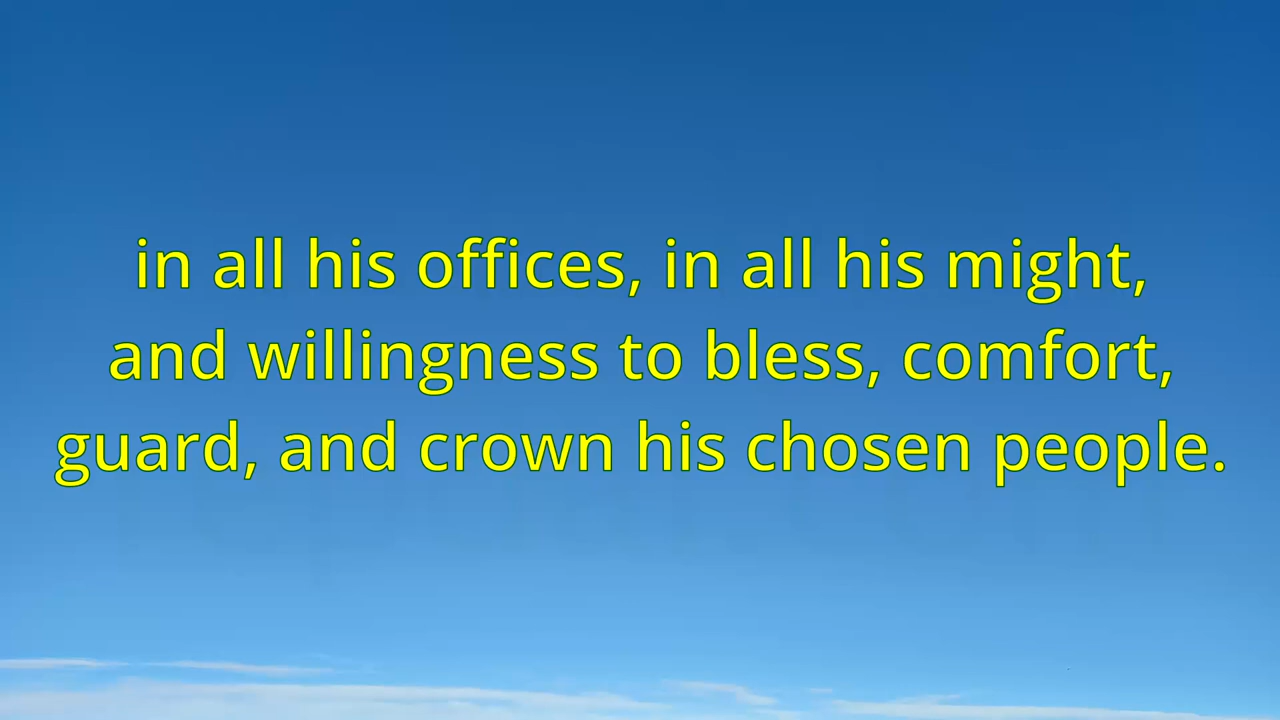 in all his offices, in all his might,
and willingness to bless, comfort,
guard, and crown his chosen people.